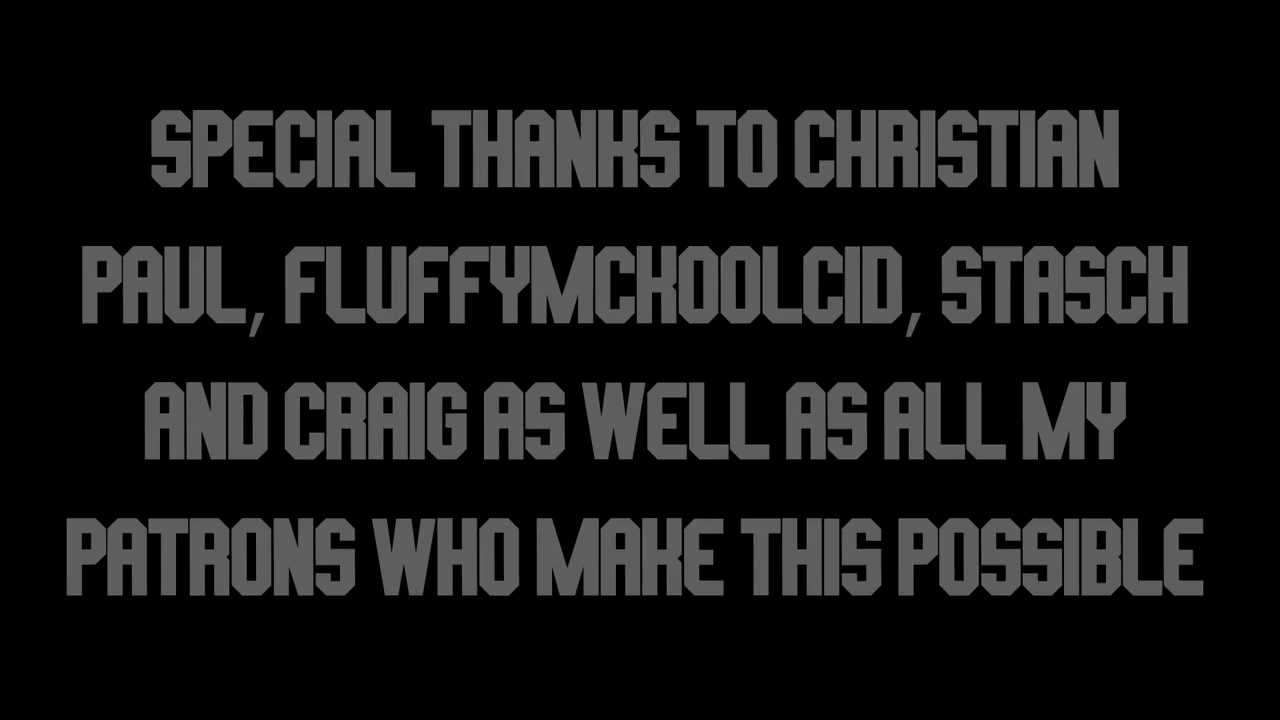 SPECIAL THANKS TO CHRISTIAN
PAUL, FLUFFYMCKOOLCID, STASCH
AND CRAIG AS WELL AS ALL MY
PATRONS WHO MAKE THIS POSSIBLE